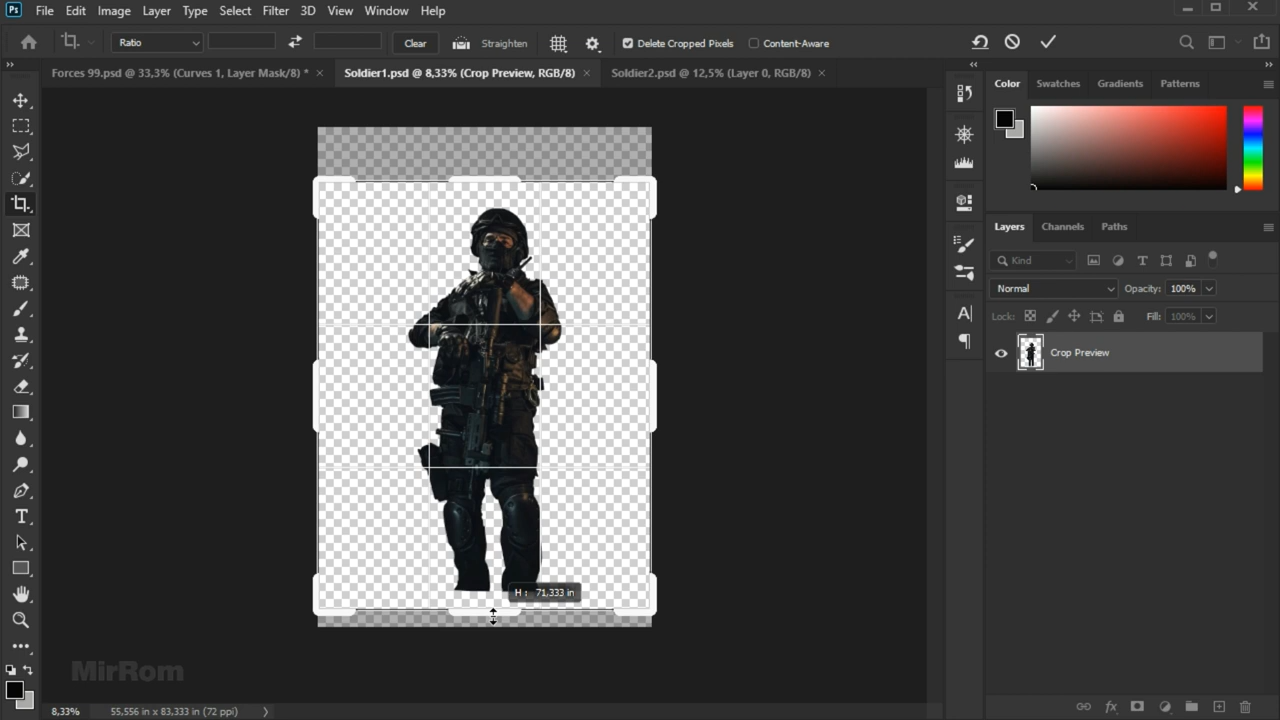 Ps File Edit Image Layer Type Select Filter 3D View Window Help
Ratio Clear Straighten Delete Cropped Pixels Content-Aware
Forces 99.psd @ 33,3% (Curves 1, Layer Mask/8) * × Soldier1.psd @ 8,33% (Crop Preview, RGB/8) × Soldier2.psd @ 12,5% (Layer 0, RGB/8) ×
Color Swatches Gradients Patterns
Layers Channels Paths
Kind
Normal Opacity: 100%
Lock: Fill: 100%
Crop Preview
H : 71,333 in
MirRom
8,33% 55,556 in x 83,333 in (72 ppi)